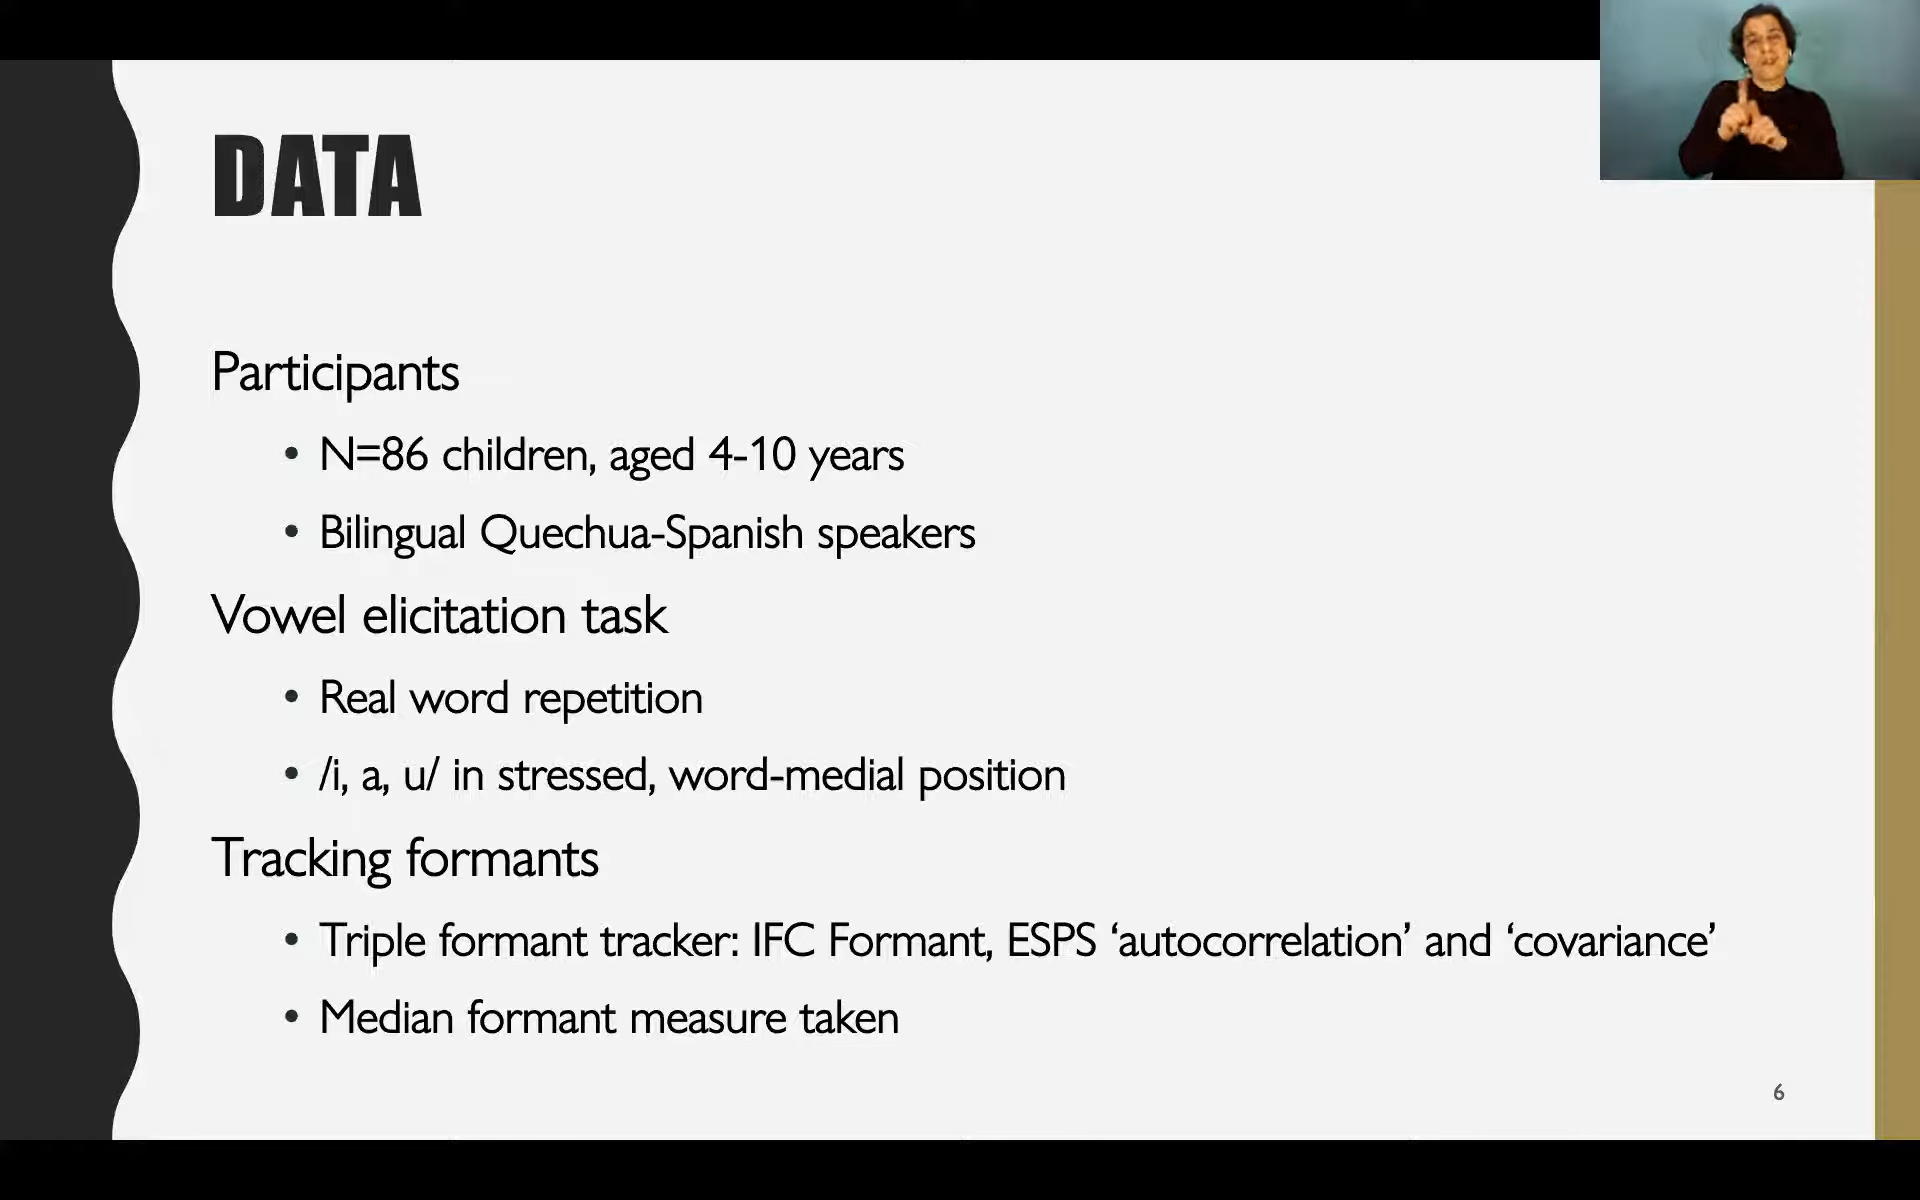 DATA
Participants
• N=86 children, aged 4-10 years
• Bilingual Quechua-Spanish speakers
Vowel elicitation task
• Real word repetition
• /i, a, u/ in stressed, word-medial position
Tracking formants
• Triple formant tracker: IFC Formant, ESPS ‘autocorrelation’ and ‘covariance’
• Median formant measure taken
6